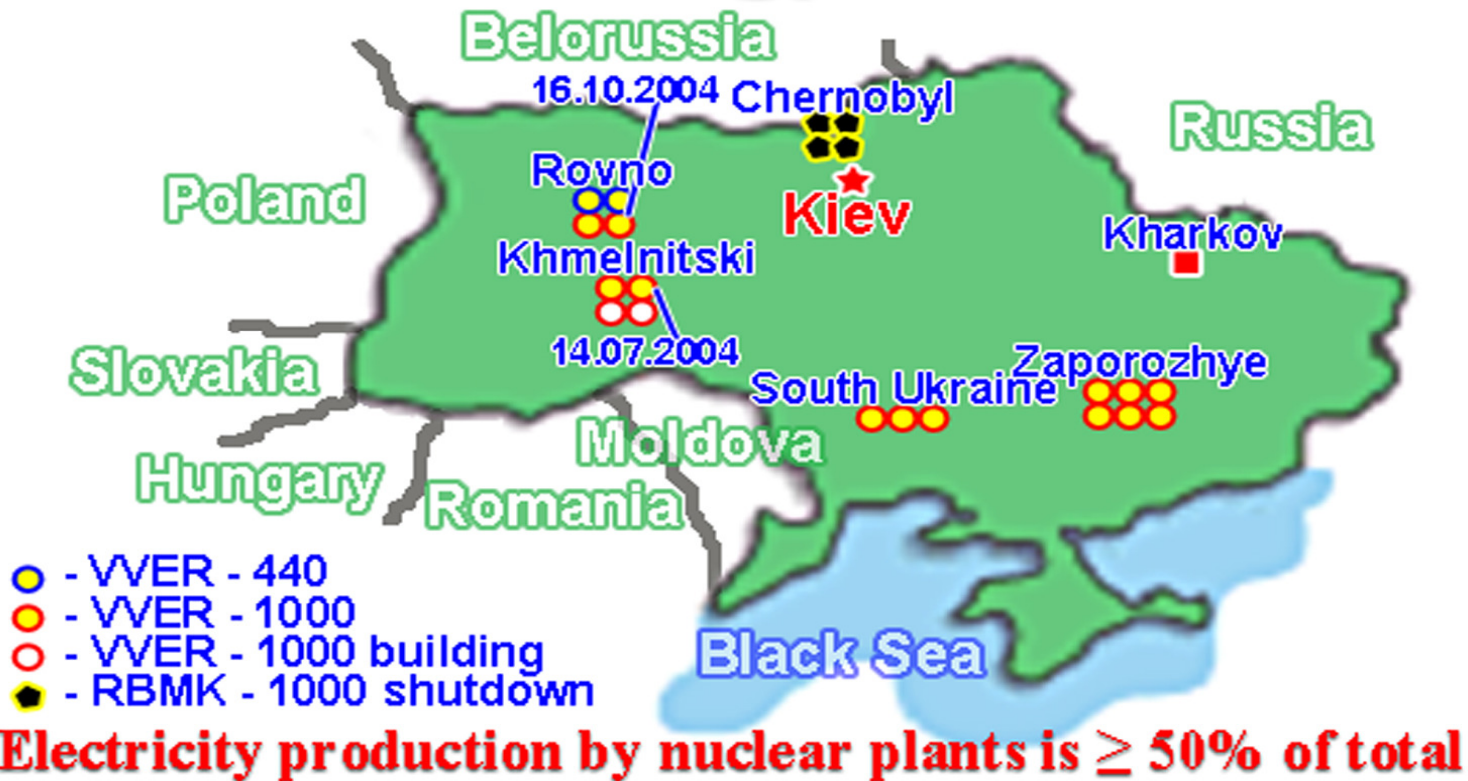 Belorussia
16.10.2004
Chernobyl
Russia
Rovno
Poland
Kiev
Kharkov
Khmelnitski
14.07.2004
Slovakia
Zaporozhye
South Ukraine
Moldova
Hungary
Romania
- VVER - 440
- VVER - 1000
- VVER - 1000 building
- RBMK - 1000 shutdown
Black Sea
Electricity production by nuclear plants is ≥ 50% of total